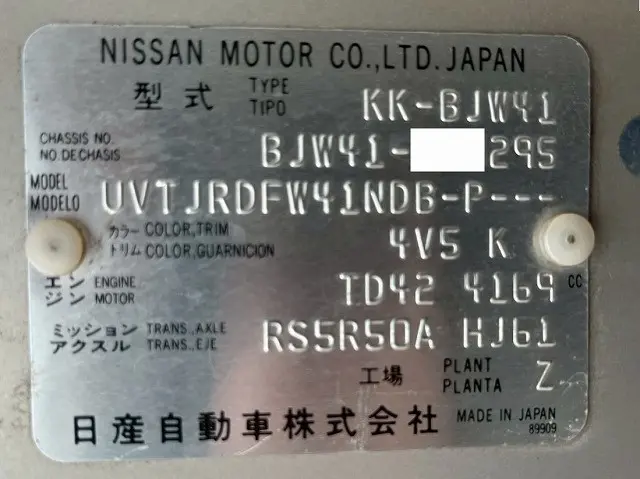 NISSAN MOTOR CO.,LTD. JAPAN
型式 TYPE TIPO KK-BJW41
CHASSIS NO. NO.DECHASIS BJW41- 295
MODEL MODELO UVTJRDFW41NDB-P---
カラー COLOR,TRIM トリム COLOR,GUARNICION 4V5 K
エンジン ENGINE MOTOR TD42 4169 CC
ミッション TRANS.,AXLE アクスル TRANS.,EJE RS5R50A HJ61
工場 PLANT PLANTA Z
日産自動車株式会社 MADE IN JAPAN
89909